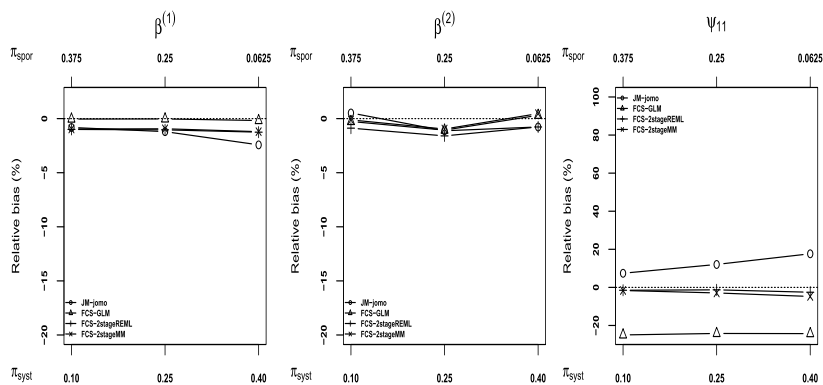 β(1)
πspor
0.375 0.25 0.0625
Relative bias (%)
0
−5
−10
−15
−20
JM−jomo
FCS−GLM
FCS−2stageREML
FCS−2stageMM
πsyst
0.10 0.25 0.40
β(2)
πspor
0.375 0.25 0.0625
Relative bias (%)
0
−5
−10
−15
−20
JM−jomo
FCS−GLM
FCS−2stageREML
FCS−2stageMM
πsyst
0.10 0.25 0.40
ψ11
πspor
0.375 0.25 0.0625
Relative bias (%)
100
80
60
40
20
0
−20
JM−jomo
FCS−GLM
FCS−2stageREML
FCS−2stageMM
πsyst
0.10 0.25 0.40